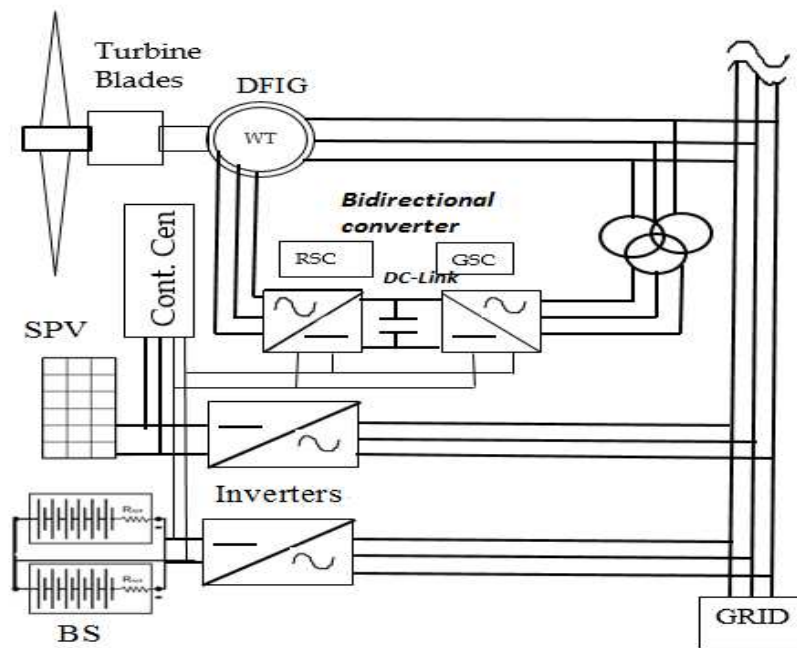 Turbine
Blades
DFIG
WT
Bidirectional
converter
RSC
GSC
DC-Link
Cont. Cen
SPV
Inverters
BS
GRID